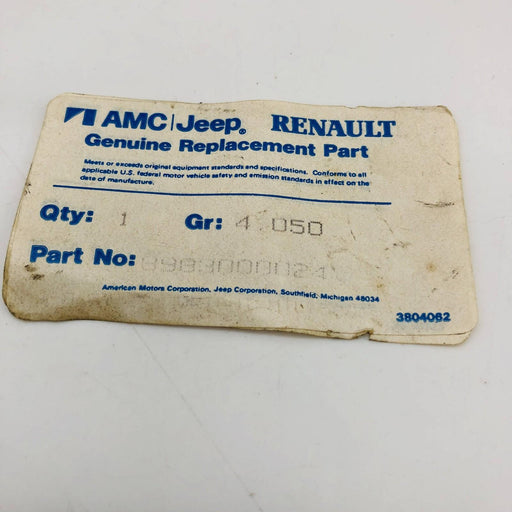 AMC|Jeep® RENAULT
Genuine Replacement Part
Meets or exceeds original equipment standards and specifications. Conforms to all
applicable U.S. federal motor vehicle safety and emission standards in effect on the
date of manufacture.
Qty: 1 Gr: 4.050
Part No:
American Motors Corporation, Jeep Corporation, Southfield, Michigan 48034
3804082